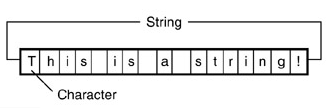 String
This is a string!
Character